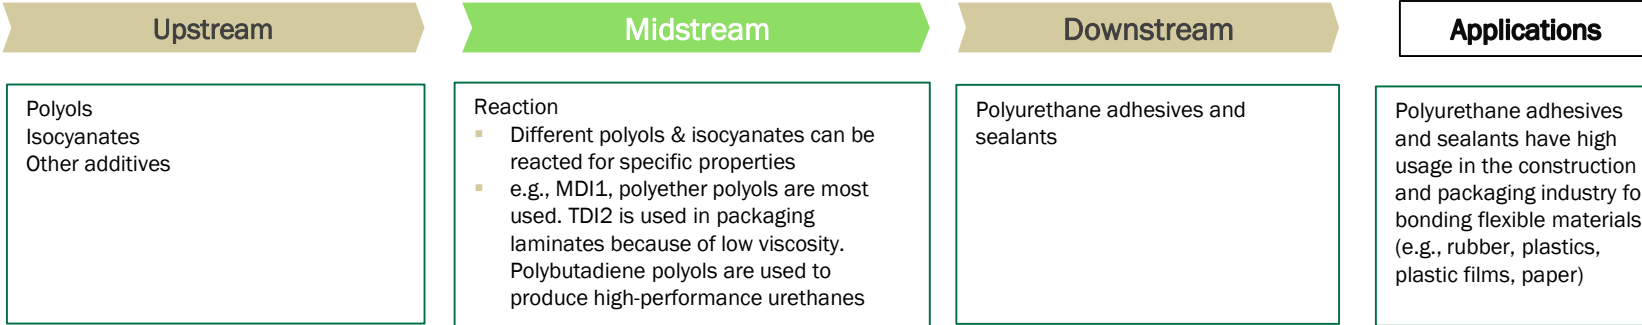 Upstream
Midstream
Downstream
Applications
Polyols
Isocyanates
Other additives
Reaction
▪ Different polyols & isocyanates can be
reacted for specific properties
▪ e.g., MDI1, polyether polyols are most
used. TDI2 is used in packaging
laminates because of low viscosity.
Polybutadiene polyols are used to
produce high-performance urethanes
Polyurethane adhesives and
sealants
Polyurethane adhesives
and sealants have high
usage in the construction
and packaging industry fo
bonding flexible materials
(e.g., rubber, plastics,
plastic films, paper)